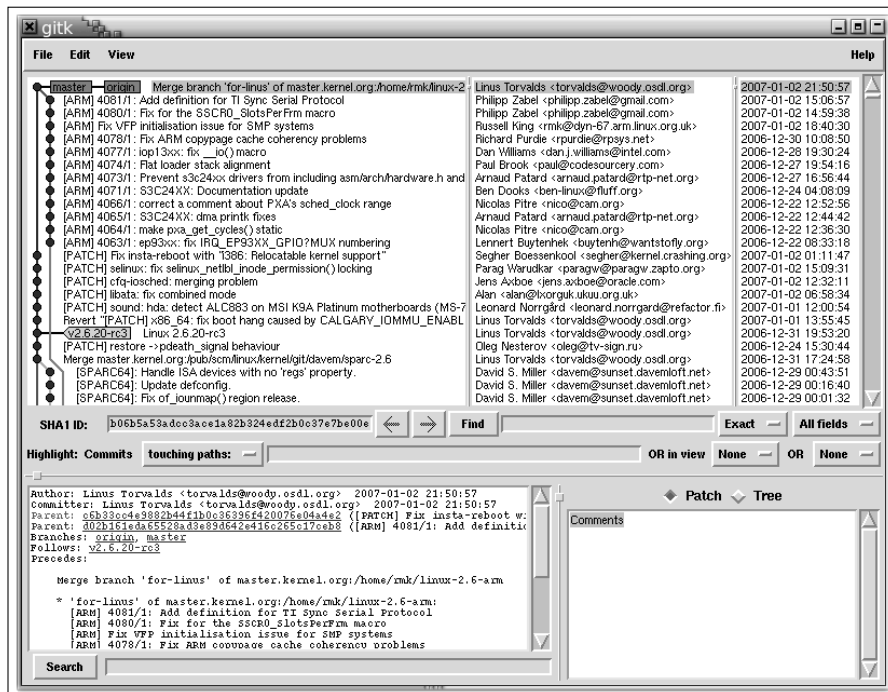 gitk
File Edit View Help
master origin Merge branch 'for-linus' of master.kernel.org:/home/rmk/linux-2 Linus Torvalds <torvalds@woody.osdl.org> 2007-01-02 21:50:57
[ARM] 4081/1: Add definition for TI Sync Serial Protocol Philipp Zabel <philipp.zabel@gmail.com> 2007-01-02 15:06:57
[ARM] 4080/1: Fix for the SSCR0_SlotsPerFrm macro Philipp Zabel <philipp.zabel@gmail.com> 2007-01-02 14:59:38
[ARM] Fix VFP initialisation issue for SMP systems Russell King <rmk@dyn-67.arm.linux.org.uk> 2007-01-02 18:40:30
[ARM] 4078/1: Fix ARM copypage cache coherency problems Richard Purdie <rpurdie@rpsys.net> 2006-12-30 10:08:50
[ARM] 4077/1: iop13xx: fix __io() macro Dan Williams <dan.j.williams@intel.com> 2006-12-28 19:30:24
[ARM] 4074/1: Flat loader stack alignment Paul Brook <paul@codesourcery.com> 2006-12-27 19:54:16
[ARM] 4073/1: Prevent s3c24xx drivers from including asm/arch/hardware.h and Arnaud Patard <arnaud.patard@rtp-net.org> 2006-12-27 16:56:44
[ARM] 4071/1: S3C24XX: Documentation update Ben Dooks <ben-linux@fluff.org> 2006-12-24 04:08:09
[ARM] 4066/1: correct a comment about PXA's sched_clock range Nicolas Pitre <nico@cam.org> 2006-12-22 12:52:56
[ARM] 4065/1: S3C24XX: dma printk fixes Arnaud Patard <arnaud.patard@rtp-net.org> 2006-12-22 12:44:42
[ARM] 4064/1: make pxa_get_cycles() static Nicolas Pitre <nico@cam.org> 2006-12-22 12:36:30
[ARM] 4063/1: ep93xx: fix IRQ_EP93XX_GPIO?MUX numbering Lennert Buytenhek <buytenh@wantstofly.org> 2006-12-22 08:33:18
[PATCH] Fix insta-reboot with "i386: Relocatable kernel support" Segher Boessenkool <segher@kernel.crashing.org> 2007-01-02 01:11:47
[PATCH] selinux: fix selinux_netlbl_inode_permission() locking Parag Warudkar <paragw@paragw.zapto.org> 2007-01-02 15:09:31
[PATCH] cfq-iosched: merging problem Jens Axboe <jens.axboe@oracle.com> 2007-01-02 12:32:11
[PATCH] libata: fix combined mode Alan <alan@lxorguk.ukuu.org.uk> 2007-01-02 06:58:34
[PATCH] sound: hda: detect ALC883 on MSI K9A Platinum motherboards (MS-7 Leonard Norrgård <leonard.norrgard@refactor.fi> 2007-01-01 12:00:54
Revert "[PATCH] x86_64: fix boot hang caused by CALGARY_IOMMU_ENABL Linus Torvalds <torvalds@woody.osdl.org> 2007-01-01 13:55:45
v2.6.20-rc3 Linux 2.6.20-rc3 Linus Torvalds <torvalds@woody.osdl.org> 2006-12-31 19:53:20
[PATCH] restore ->pdeath_signal behaviour Oleg Nesterov <oleg@tv-sign.ru> 2006-12-24 15:30:44
Merge master.kernel.org:/pub/scm/linux/kernel/git/davem/sparc-2.6 Linus Torvalds <torvalds@woody.osdl.org> 2006-12-31 17:24:58
[SPARC64]: Handle ISA devices with no 'regs' property. David S. Miller <davem@sunset.davemloft.net> 2006-12-29 00:43:51
[SPARC64]: Update defconfig. David S. Miller <davem@sunset.davemloft.net> 2006-12-29 00:16:40
[SPARC64]: Fix of_iounmap() region release. David S. Miller <davem@sunset.davemloft.net> 2006-12-29 00:01:32
SHA1 ID: b06b5a53adcc3ace1a82b324edf2b0c37e7be00e Find Exact All fields
Highlight: Commits touching paths: OR in view None OR None
Author: Linus Torvalds <torvalds@woody.osdl.org> 2007-01-02 21:50:57
Committer: Linus Torvalds <torvalds@woody.osdl.org> 2007-01-02 21:50:57
Parent: c6b33cc4e9882b44f1b0c36396f420076e04a4e2 ([PATCH] Fix insta-reboot wi
Parent: d02b161eda65528ad3e89d642e416c265c17ceb8 ([ARM] 4081/1: Add definitio
Branches: origin, master
Follows: v2.6.20-rc3
Precedes:
Merge branch 'for-linus' of master.kernel.org:/home/rmk/linux-2.6-arm
* 'for-linus' of master.kernel.org:/home/rmk/linux-2.6-arm:
[ARM] 4081/1: Add definition for TI Sync Serial Protocol
[ARM] 4080/1: Fix for the SSCR0_SlotsPerFrm macro
[ARM] Fix VFP initialisation issue for SMP systems
[ARM] 4078/1: Fix ARM copypage cache coherency problems
Search
Patch Tree
Comments